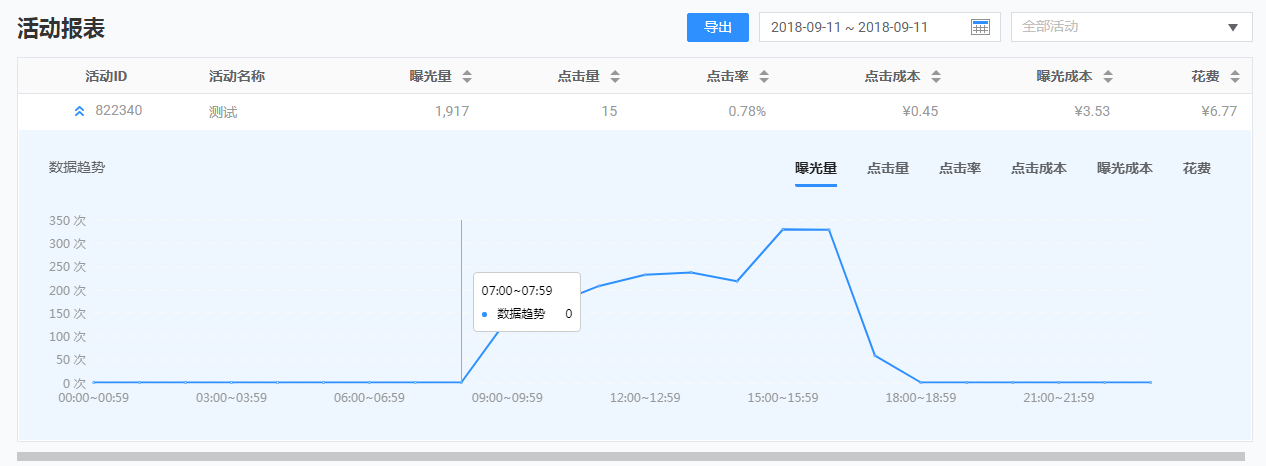 活动报表
导出 2018-09-11 ~ 2018-09-11 全部活动
活动ID 活动名称 曝光量 点击量 点击率 点击成本 曝光成本 花费
822340 测试 1,917 15 0.78% ¥0.45 ¥3.53 ¥6.77
数据趋势 曝光量 点击量 点击率 点击成本 曝光成本 花费
350 次
300 次
250 次
200 次
150 次
100 次
50 次
0 次
07:00~07:59
数据趋势 0
00:00~00:59 03:00~03:59 06:00~06:59 09:00~09:59 12:00~12:59 15:00~15:59 18:00~18:59 21:00~21:59